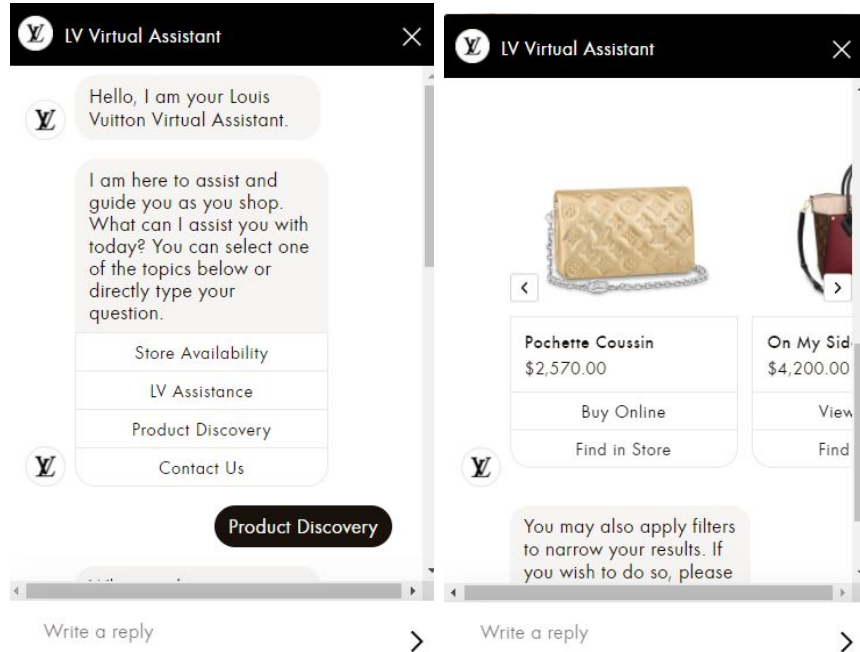 LV Virtual Assistant
Hello, I am your Louis
Vuitton Virtual Assistant.
I am here to assist and
guide you as you shop.
What can I assist you with
today? You can select one
of the topics below or
directly type your
question.
Store Availability
LV Assistance
Product Discovery
Contact Us
Product Discovery
Write a reply
LV Virtual Assistant
Pochette Coussin
$2,570.00
Buy Online
Find in Store
On My Sid
$4,200.00
View
Find
You may also apply filters
to narrow your results. If
you wish to do so, please
Write a reply